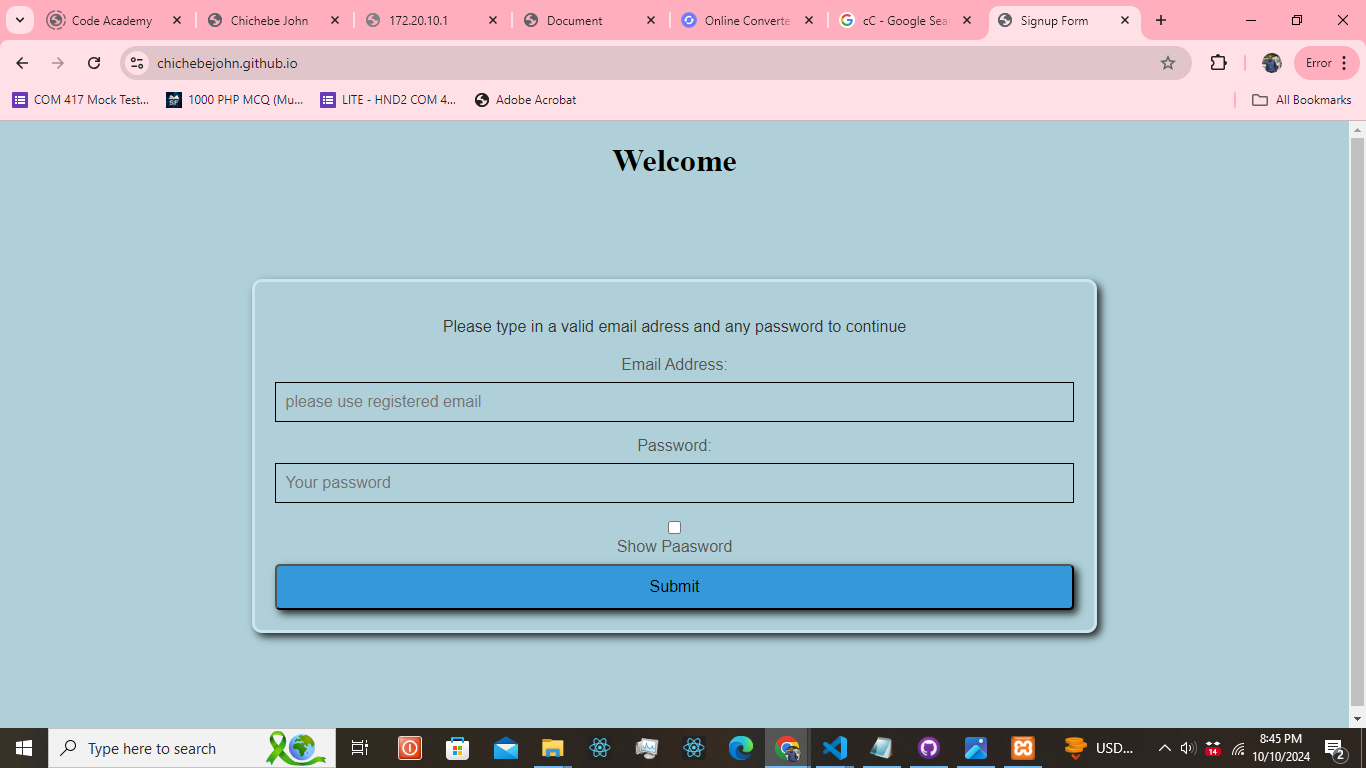 Code Academy
Chichebe John
172.20.10.1
Document
Online Converte
cC - Google Sea
Signup Form
chichebejohn.github.io
Error
COM 417 Mock Test...
1000 PHP MCQ (Mu...
LITE - HND2 COM 4...
Adobe Acrobat
All Bookmarks
Welcome
Please type in a valid email adress and any password to continue
Email Address:
please use registered email
Password:
Your password
Show Paasword
Submit
Type here to search
USD...
14
8:45 PM
10/10/2024
2